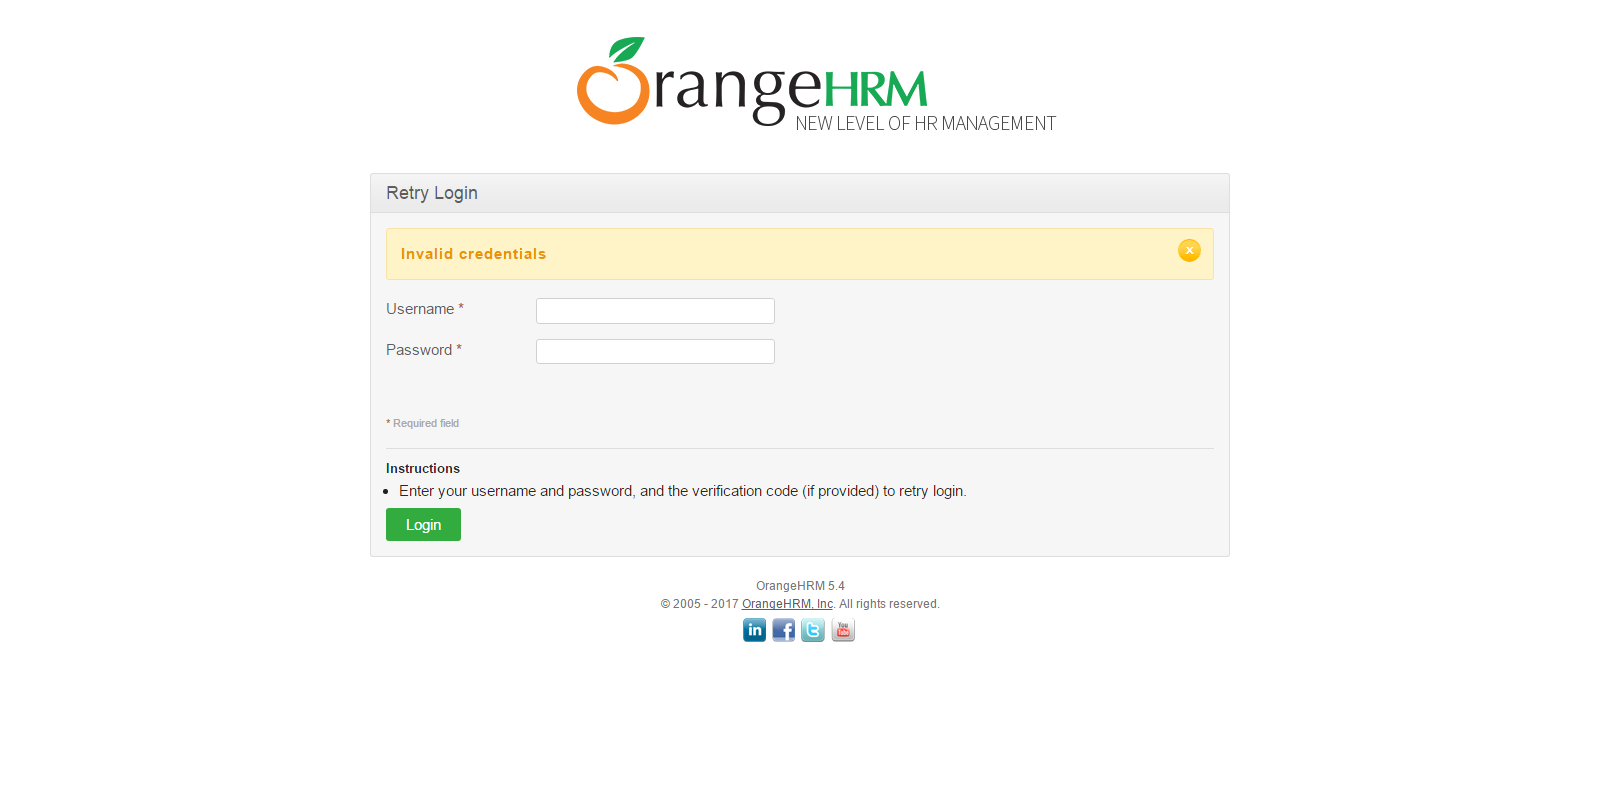 OrangeHRM
NEW LEVEL OF HR MANAGEMENT
Retry Login
Invalid credentials
Username *
Password *
* Required field
Instructions
• Enter your username and password, and the verification code (if provided) to retry login.
Login
OrangeHRM 5.4
© 2005 - 2017 OrangeHRM, Inc. All rights reserved.
in f t You Tube